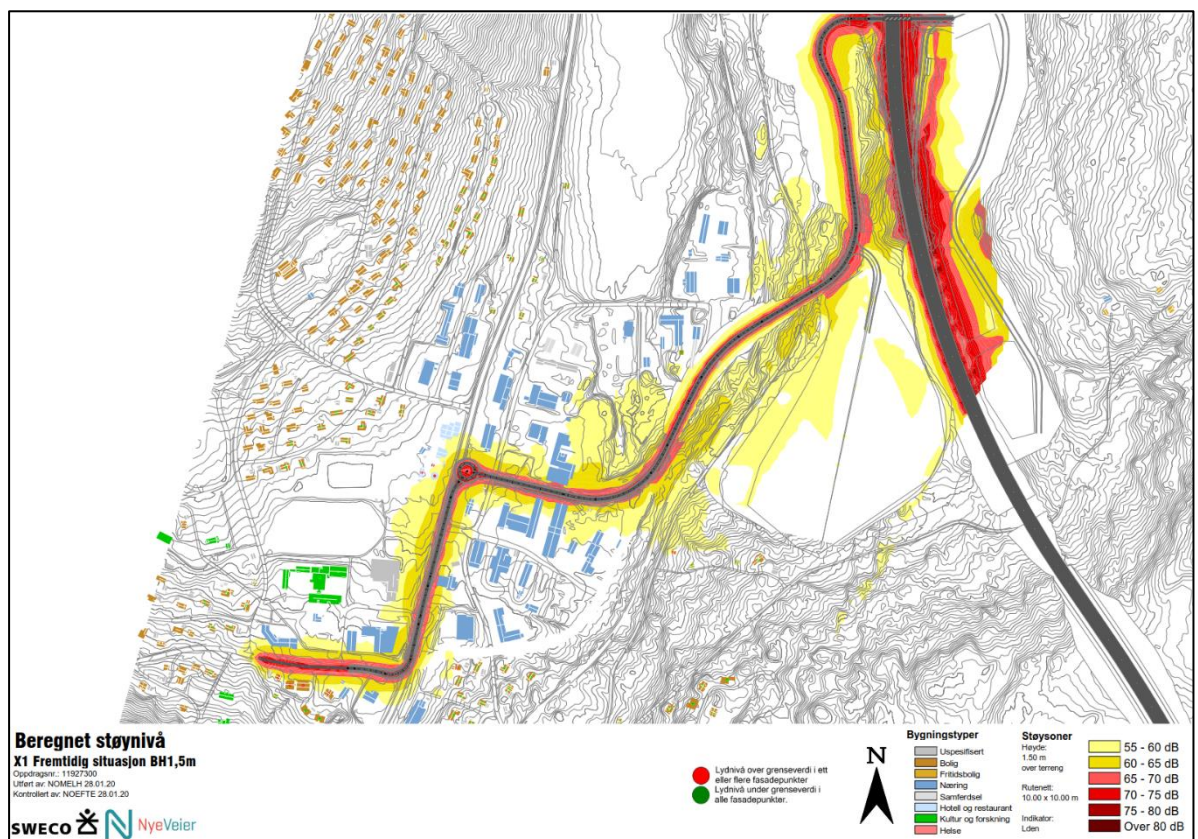 Beregnet støynivå
X1 Fremtidig situasjon BH1,5m
Oppdragsnr.: 11927300
Utført av: NOMELH 28.01.20
Kontrollert av: NOEFTE 28.01.20
SWECO
NyeVeier
Lydnivå over grenseverdi i ett
eller flere fasadepunkter
Lydnivå under grenseverdi i
alle fasadepunkter.
N
Bygningstyper
Uspesifisert
Bolig
Fritidsbolig
Næring
Samferdsel
Hotell og restaurant
Kultur og forskning
Helse
Støysoner
Høyde:
1.50 m
over terreng
Rutenett:
10.00 x 10.00 m
Indikator:
Lden
55 - 60 dB
60 - 65 dB
65 - 70 dB
70 - 75 dB
75 - 80 dB
Over 80 dB